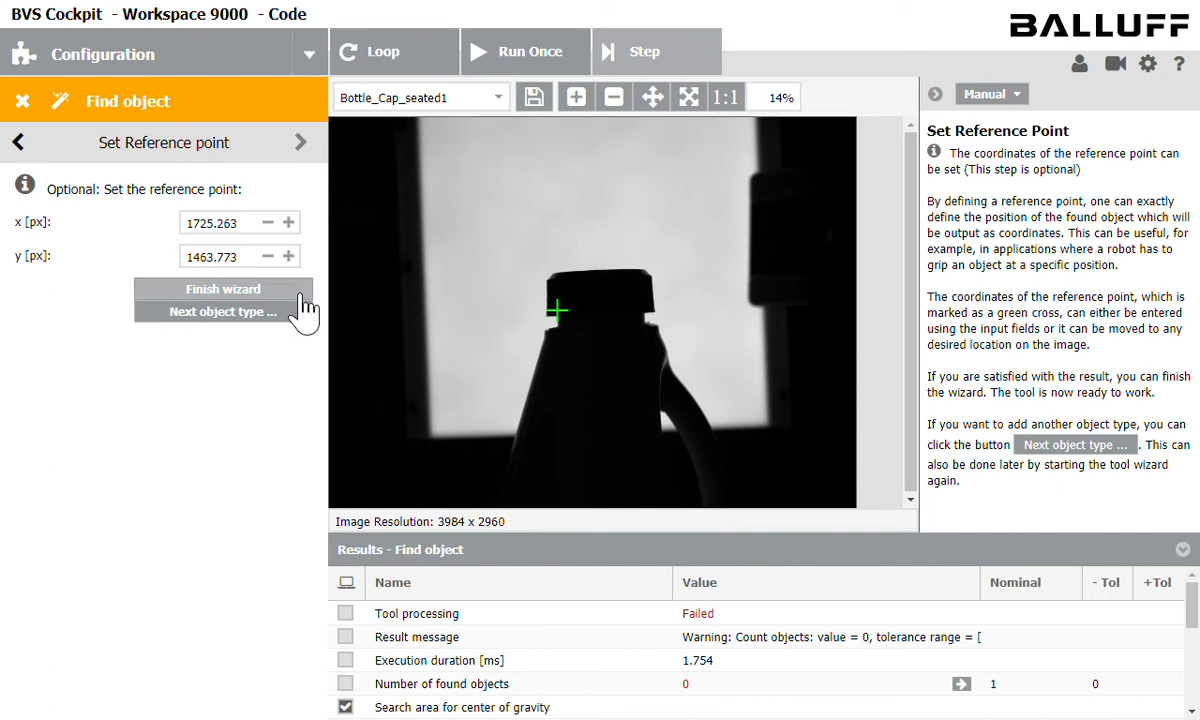 BVS Cockpit - Workspace 9000 - Code
BALLUFF
Configuration
Loop
Run Once
Step
?
Find object
Bottle_Cap_seated1
1:1
14%
Manual
Set Reference point
Optional: Set the reference point:
x [px]:
1725.263
y [px]:
1463.773
Finish wizard
Next object type ...
Image Resolution: 3984 x 2960
Set Reference Point
The coordinates of the reference point can
be set (This step is optional)
By defining a reference point, one can exactly
define the position of the found object which will
be output as coordinates. This can be useful, for
example, in applications where a robot has to
grip an object at a specific position.
The coordinates of the reference point, which is
marked as a green cross, can either be entered
using the input fields or it can be moved to any
desired location on the image.
If you are satisfied with the result, you can finish
the wizard. The tool is now ready to work.
If you want to add another object type, you can
click the button Next object type ... . This can
also be done later by starting the tool wizard
again.
Results - Find object
Name Value Nominal - Tol +Tol
Tool processing Failed
Result message Warning: Count objects: value = 0, tolerance range = [
Execution duration [ms] 1.754
Number of found objects 0 1 0
Search area for center of gravity